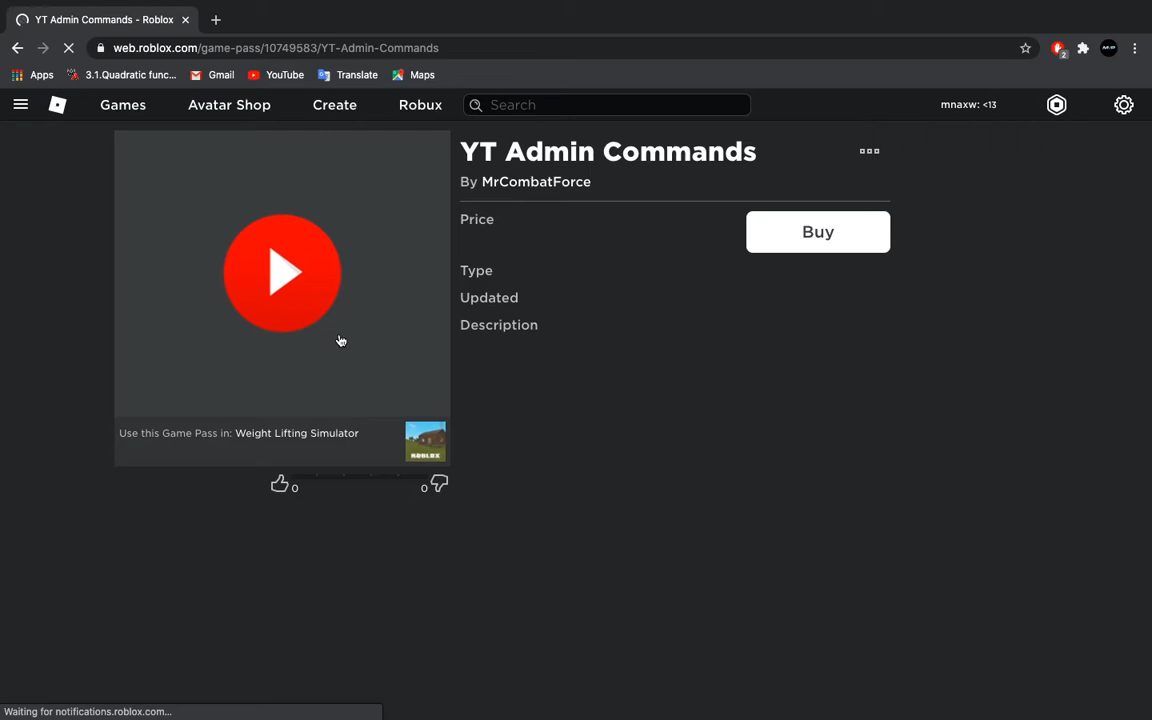 YT Admin Commands - Roblox
web.roblox.com/game-pass/10749583/YT-Admin-Commands
2
Apps 3.1.Quadratic func... Gmail YouTube Translate Maps
Games Avatar Shop Create Robux Search mnaxw: <13
YT Admin Commands
By MrCombatForce
Price
Buy
Type
Updated
Description
Use this Game Pass in: Weight Lifting Simulator
ROBLOX
0 0
Waiting for notifications.roblox.com...